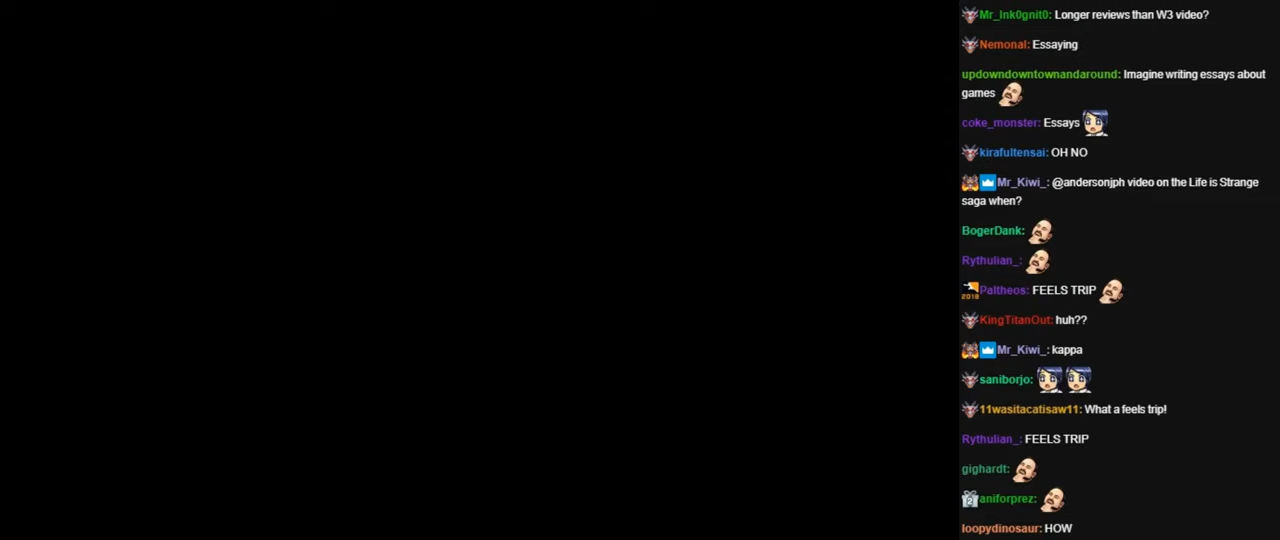 Mr_Ink0gnit0: Longer reviews than W3 video?
Nemonal: Essaying
updowndowntownandaround: Imagine writing essays about
games
coke_monster: Essays
kirafultensai: OH NO
Mr_Kiwi_: @andersonjph video on the Life is Strange
saga when?
BogerDank:
Rythulian_:
2018 Paltheos: FEELS TRIP
KingTitanOut: huh??
Mr_Kiwi_: kappa
saniborjo:
11wasitacatisaw11: What a feels trip!
Rythulian_: FEELS TRIP
gighardt:
2 aniforprez:
loopydinosaur: HOW